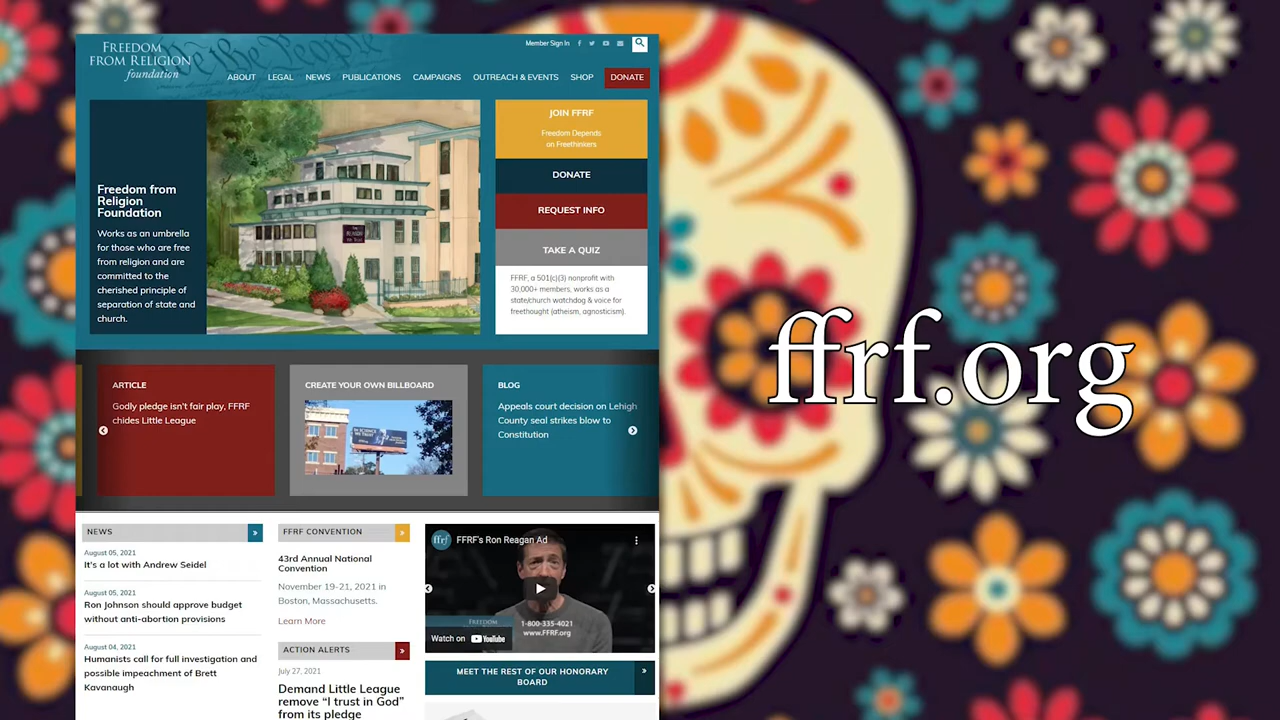 FREEDOM
FROM RELIGION
foundation
We the People
Member Sign In
ABOUT LEGAL NEWS PUBLICATIONS CAMPAIGNS OUTREACH & EVENTS SHOP DONATE
Freedom from
Religion
Foundation
Works as an umbrella
for those who are free
from religion and are
committed to the
cherished principle of
separation of state and
church.
JOIN FFRF
Freedom Depends
on Freethinkers
DONATE
REQUEST INFO
TAKE A QUIZ
FFRF, a 501(c)(3) nonprofit with
30,000+ members, works as a
state/church watchdog & voice for
freethought (atheism, agnosticism).
ffrf.org
ARTICLE
Godly pledge isn't fair play, FFRF
chides Little League
CREATE YOUR OWN BILLBOARD
BLOG
Appeals court decision on Lehigh
County seal strikes blow to
Constitution
NEWS
August 05, 2021
It's a lot with Andrew Seidel
August 05, 2021
Ron Johnson should approve budget
without anti-abortion provisions
August 04, 2021
Humanists call for full investigation and
possible impeachment of Brett
Kavanaugh
FFRF CONVENTION
43rd Annual National
Convention
November 19-21, 2021 in
Boston, Massachusetts.
Learn More
ACTION ALERTS
July 27, 2021
Demand Little League
remove “I trust in God”
from its pledge
ffrf FFRF's Ron Reagan Ad
FREEDOM
1-800-335-4021
www.FFRF.org
Watch on YouTube
MEET THE REST OF OUR HONORARY
BOARD